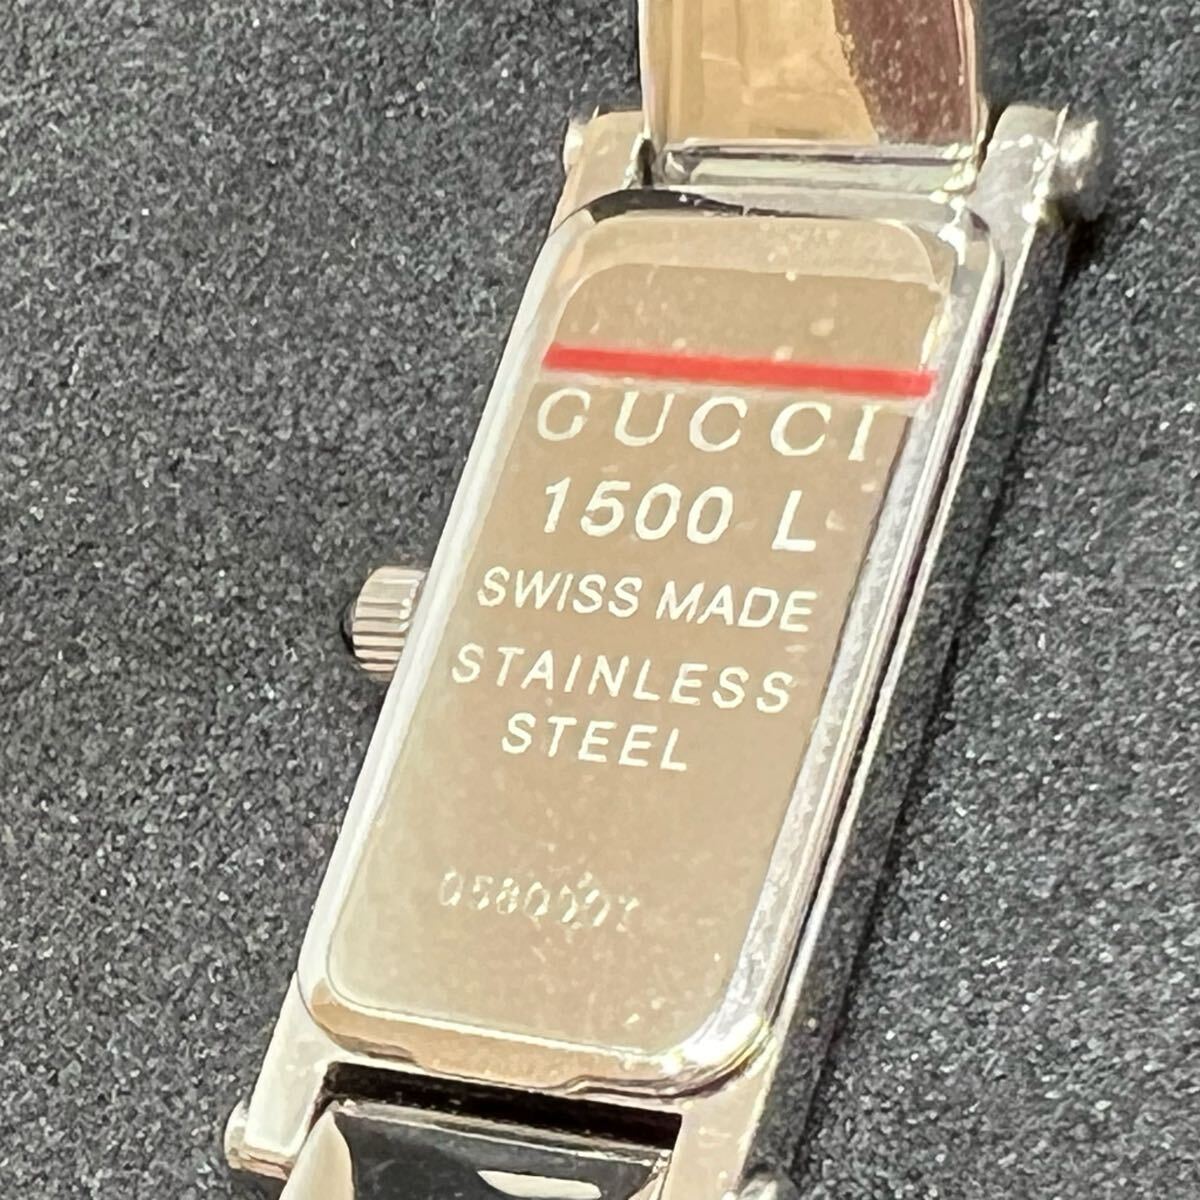 GUCCI
1500 L
SWISS MADE
STAINLESS
STEEL